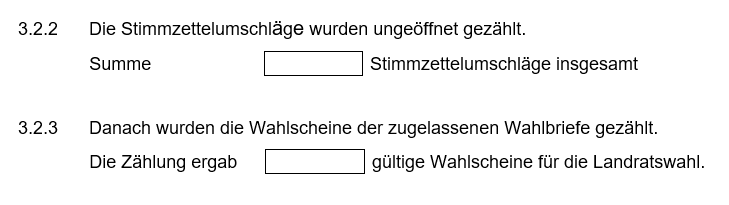 3.2.2 Die Stimmzettelumschläge wurden ungeöffnet gezählt.
Summe Stimmzettelumschläge insgesamt
3.2.3 Danach wurden die Wahlscheine der zugelassenen Wahlbriefe gezählt.
Die Zählung ergab gültige Wahlscheine für die Landratswahl.